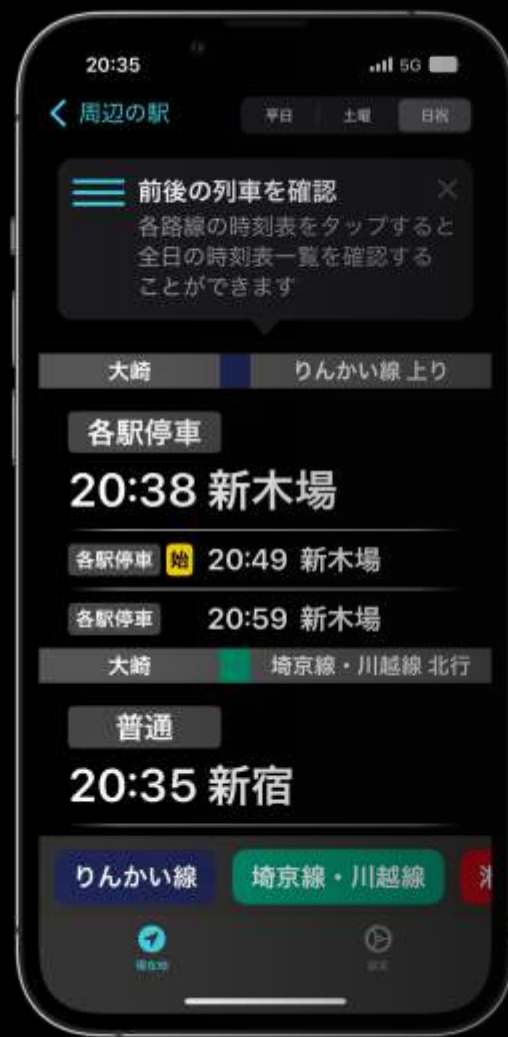 20:35 5G
周辺の駅 平日 土曜 日祝
前後の列車を確認
各路線の時刻表をタップすると
全日の時刻表一覧を確認する
ことができます
大崎 りんかい線 上り
各駅停車
20:38 新木場
各駅停車 始 20:49 新木場
各駅停車 20:59 新木場
大崎 埼京線・川越線 北行
普通
20:35 新宿
りんかい線 埼京線・川越線
現在地 設定